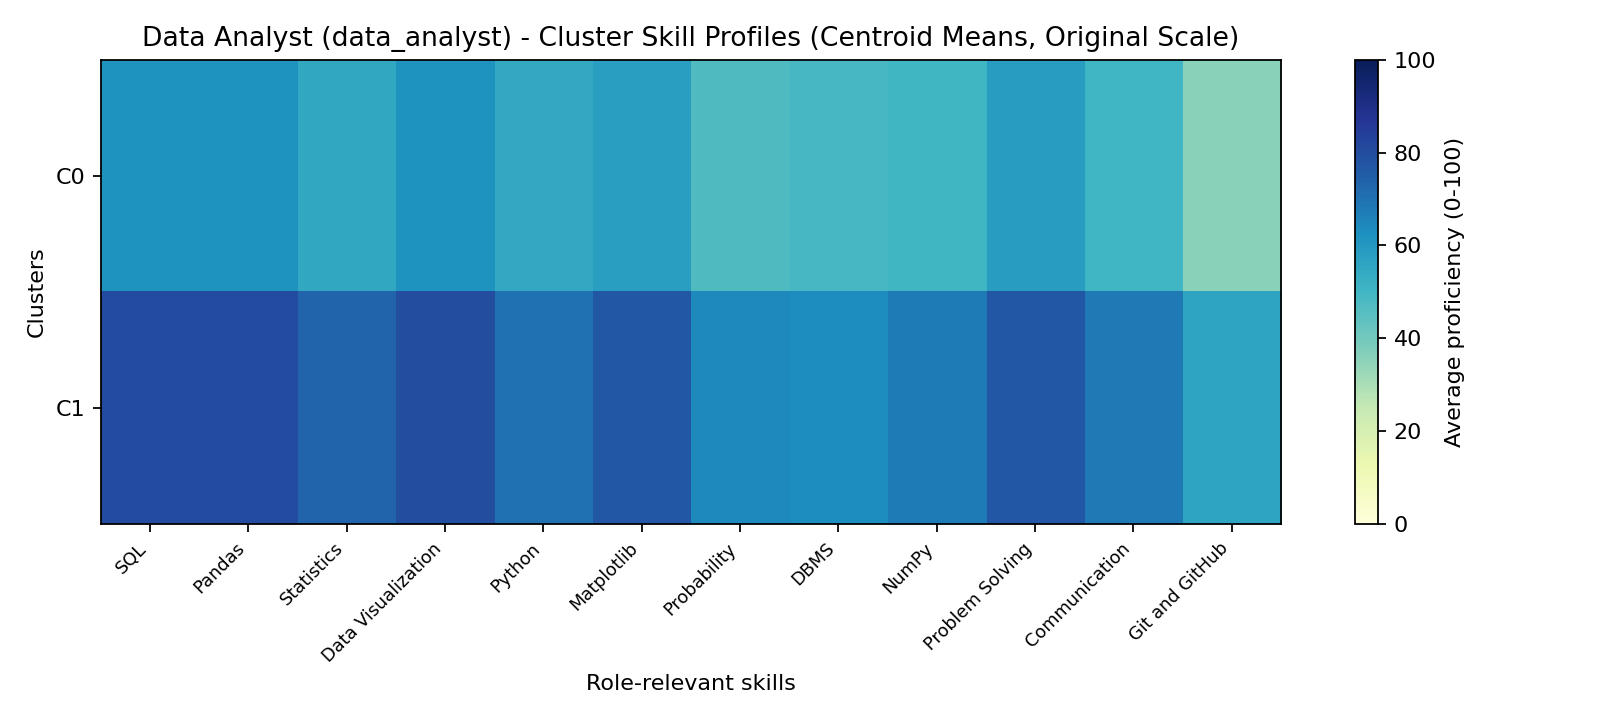 Data Analyst (data_analyst) - Cluster Skill Profiles (Centroid Means, Original Scale)
Clusters
C0
C1
SQL
Pandas
Statistics
Data Visualization
Python
Matplotlib
Probability
DBMS
NumPy
Problem Solving
Communication
Git and GitHub
Role-relevant skills
100
80
60
40
20
0
Average proficiency (0-100)